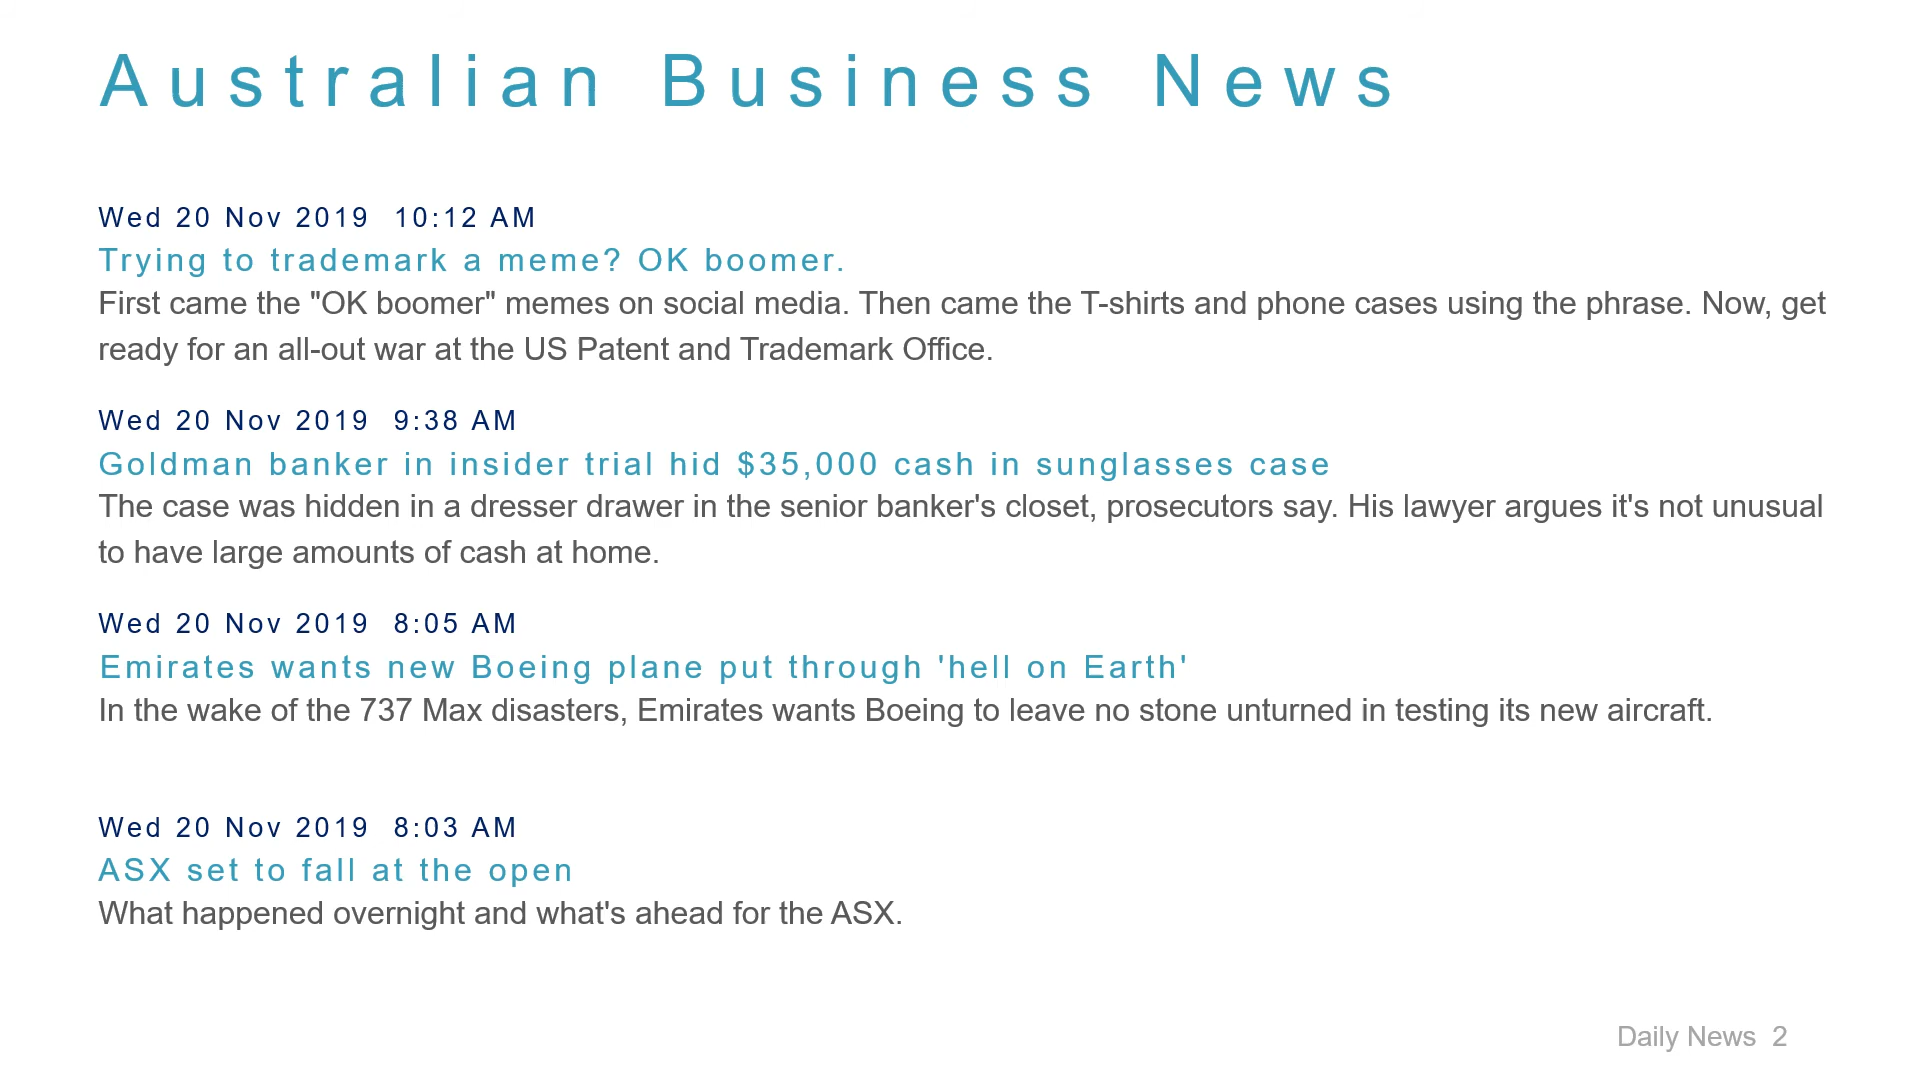 Australian Business News
Wed 20 Nov 2019  10:12 AM
Trying to trademark a meme? OK boomer.
First came the "OK boomer" memes on social media. Then came the T-shirts and phone cases using the phrase. Now, get
ready for an all-out war at the US Patent and Trademark Office.
Wed 20 Nov 2019  9:38 AM
Goldman banker in insider trial hid $35,000 cash in sunglasses case
The case was hidden in a dresser drawer in the senior banker's closet, prosecutors say. His lawyer argues it's not unusual
to have large amounts of cash at home.
Wed 20 Nov 2019  8:05 AM
Emirates wants new Boeing plane put through 'hell on Earth'
In the wake of the 737 Max disasters, Emirates wants Boeing to leave no stone unturned in testing its new aircraft.
Wed 20 Nov 2019  8:03 AM
ASX set to fall at the open
What happened overnight and what's ahead for the ASX.
Daily News  2